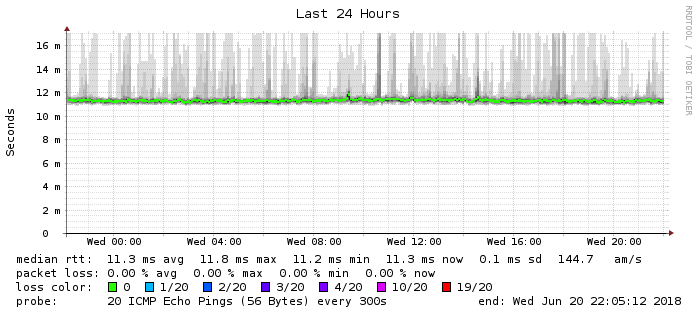 Last 24 Hours
RRDTOOL / TOBI OETIKER
Seconds
16 m
14 m
12 m
10 m
8 m
6 m
4 m
2 m
0
Wed 00:00 Wed 04:00 Wed 08:00 Wed 12:00 Wed 16:00 Wed 20:00
median rtt: 11.3 ms avg 11.8 ms max 11.2 ms min 11.3 ms now 0.1 ms sd 144.7 am/s
packet loss: 0.00 % avg 0.00 % max 0.00 % min 0.00 % now
loss color: 0 1/20 2/20 3/20 4/20 10/20 19/20
probe: 20 ICMP Echo Pings (56 Bytes) every 300s end: Wed Jun 20 22:05:12 2018